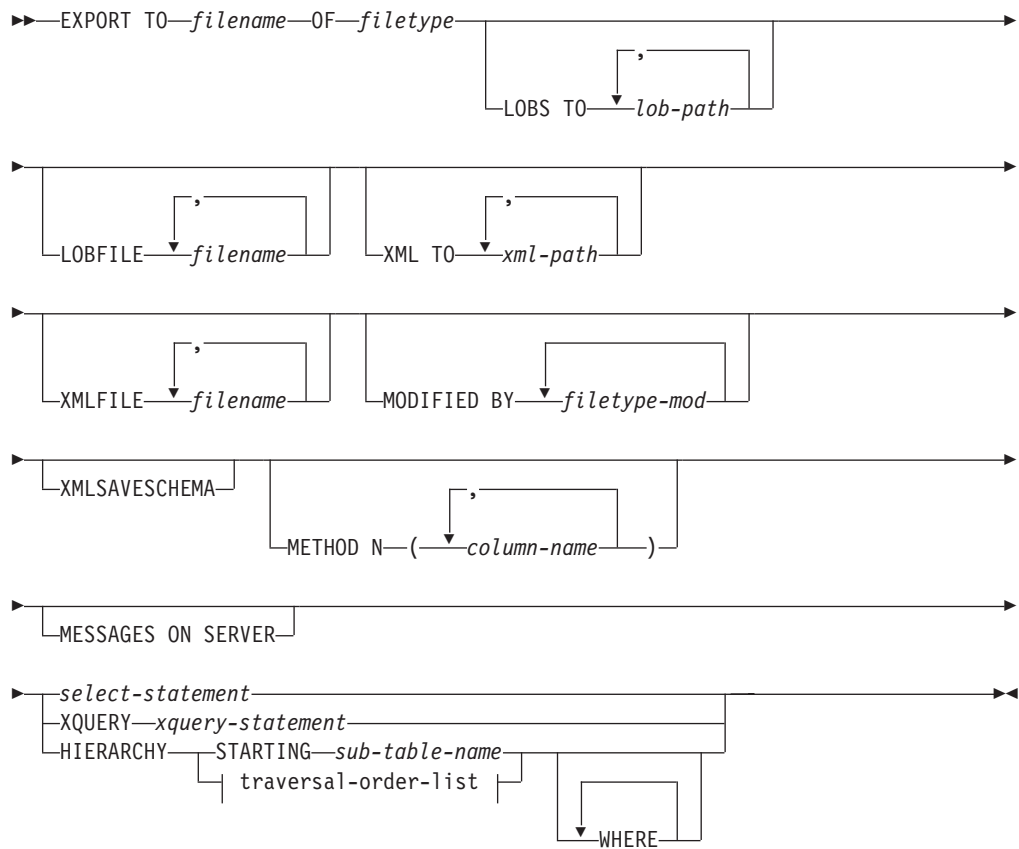 EXPORT TO filename OF filetype
,
LOBS TO lob-path
, ,
LOBFILE filename XML TO xml-path
,
XMLFILE filename MODIFIED BY filetype-mod
XMLSAVESCHEMA
,
METHOD N ( column-name )
MESSAGES ON SERVER
select-statement
XQUERY xquery-statement
HIERARCHY STARTING sub-table-name
traversal-order-list
WHERE